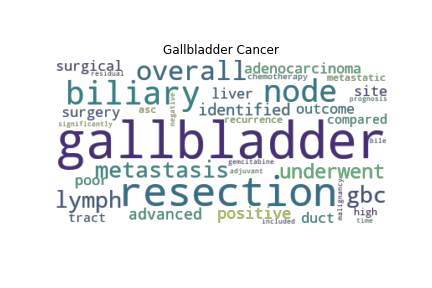 Gallbladder Cancer
surgical overall adenocarcinoma
residual chemotherapy metastatic
biliary node liver site
prognosis
surgery asc negative identified outcome
significantly recurrence compared
gallbladder
bile
metastasis gemcitabine underwent
poor adjuvant
lymph resection gbc
tract advanced positive duct malignancy high
included time